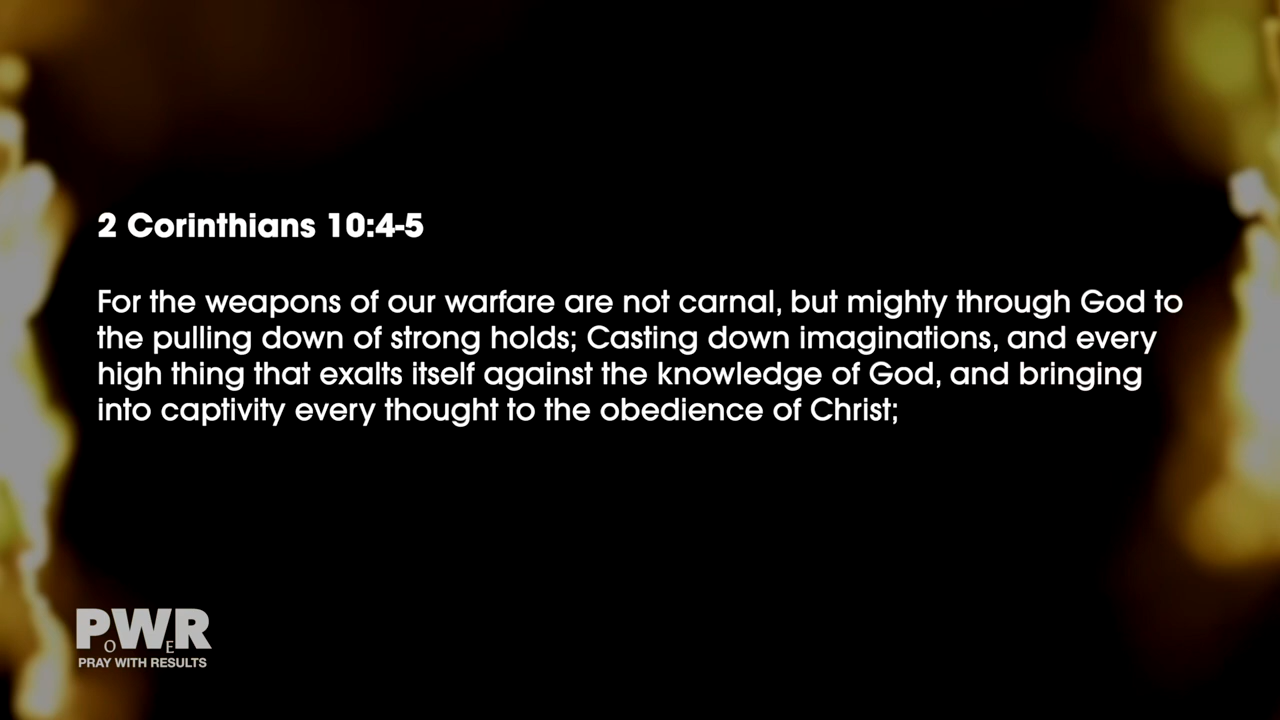 2 Corinthians 10:4-5
For the weapons of our warfare are not carnal, but mighty through God to
the pulling down of strong holds; Casting down imaginations, and every
high thing that exalts itself against the knowledge of God, and bringing
into captivity every thought to the obedience of Christ;
POWER
PRAY WITH RESULTS